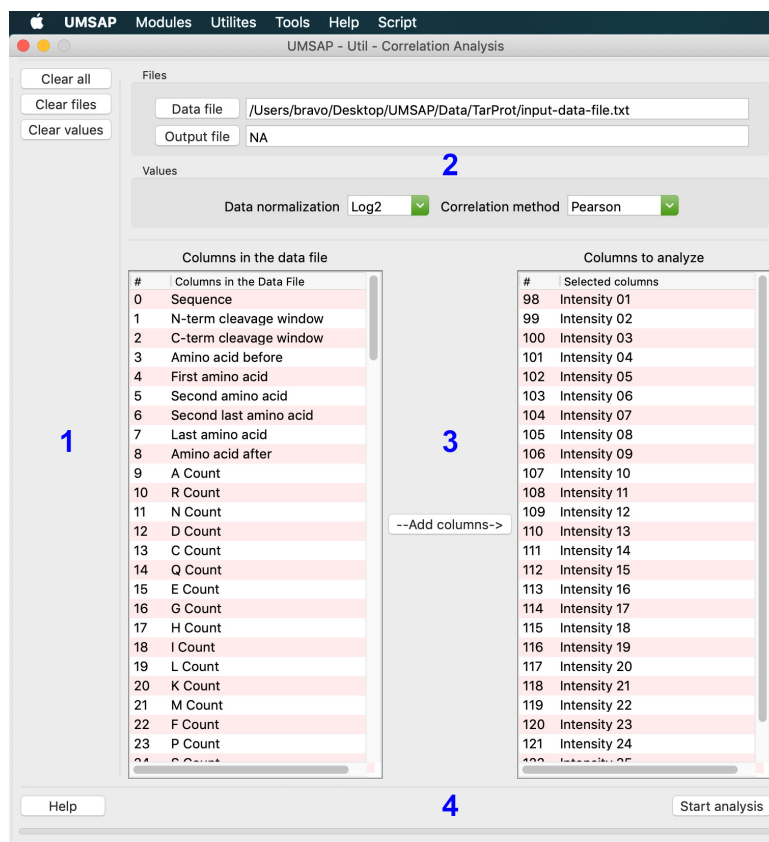 UMSAP Modules Utilites Tools Help Script
UMSAP - Util - Correlation Analysis
Clear all
Clear files
Clear values
Files
Data file /Users/bravo/Desktop/UMSAP/Data/TarProt/input-data-file.txt
Output file NA
2
Values
Data normalization Log2 Correlation method Pearson
1
Columns in the data file
# Columns in the Data File
0 Sequence
1 N-term cleavage window
2 C-term cleavage window
3 Amino acid before
4 First amino acid
5 Second amino acid
6 Second last amino acid
7 Last amino acid
8 Amino acid after
9 A Count
10 R Count
11 N Count
12 D Count
13 C Count
14 Q Count
15 E Count
16 G Count
17 H Count
18 I Count
19 L Count
20 K Count
21 M Count
22 F Count
23 P Count
24 S Count
3
--Add columns->
Columns to analyze
# Selected columns
98 Intensity 01
99 Intensity 02
100 Intensity 03
101 Intensity 04
102 Intensity 05
103 Intensity 06
104 Intensity 07
105 Intensity 08
106 Intensity 09
107 Intensity 10
108 Intensity 11
109 Intensity 12
110 Intensity 13
111 Intensity 14
112 Intensity 15
113 Intensity 16
114 Intensity 17
115 Intensity 18
116 Intensity 19
117 Intensity 20
118 Intensity 21
119 Intensity 22
120 Intensity 23
121 Intensity 24
122 Intensity 25
Help
4
Start analysis